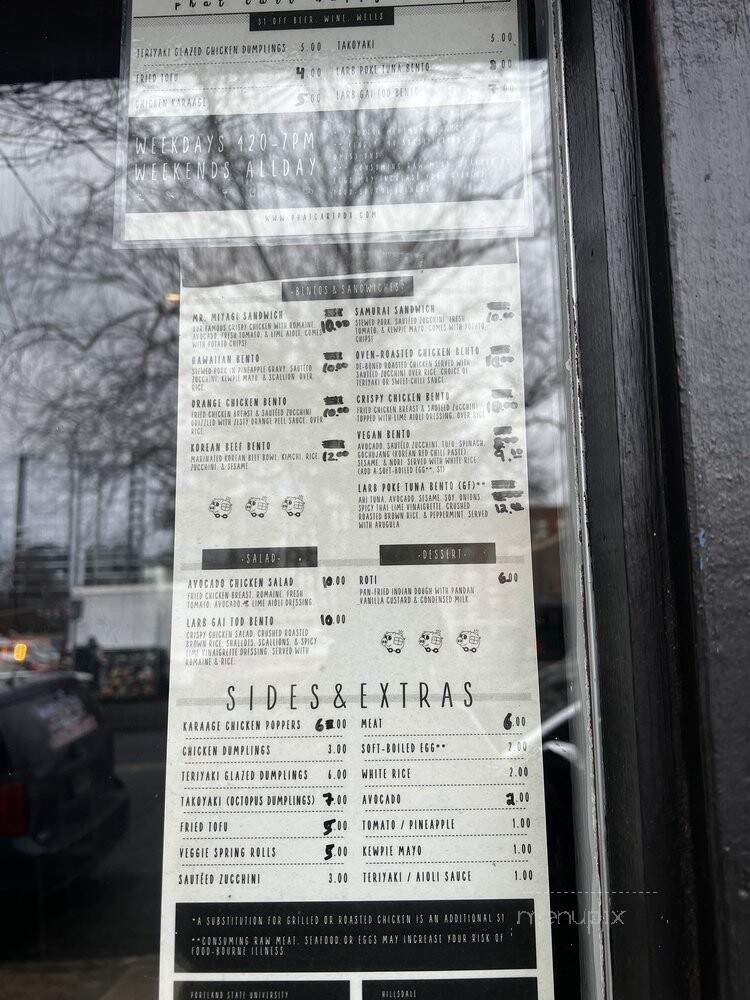 $1 OFF BEER, WINE, WELLS
TERIYAKI GLAZED CHICKEN DUMPLINGS 5.00
FRIED TOFU 4.00
CHICKEN KARAAGE 5.00
TAKOYAKI 5.00
LARB POKE TUNA BENTO
LARB GAI TOD BENTO
WEEKDAYS 420-7PM
WEEKENDS ALLDAY
WWW.PHATCARTPDX.COM
-BENTOS & SANDWICHES-
MR. MIYAGI SANDWICH 10.00
OUR FAMOUS CRISPY CHICKEN WITH ROMAINE,
AVOCADO, FRESH TOMATO, & LIME AIOLI. COMES
WITH POTATO CHIPS!
HAWAIIAN BENTO 10.00
STEWED PORK IN PINEAPPLE GRAVY, SAUTÉED
ZUCCHINI, KEWPIE MAYO & SCALLION, OVER
RICE.
ORANGE CHICKEN BENTO 10.00
FRIED CHICKEN BREAST & SAUTÉED ZUCCHINI
DRIZZLED WITH ZESTY ORANGE PEEL SAUCE, OVER
RICE.
KOREAN BEEF BENTO 12.00
MARINATED KOREAN BEEF BOWL, KIMCHI, RICE,
ZUCCHINI, & SESAME
SAMURAI SANDWICH 10.00
STEWED PORK, SAUTÉED ZUCCHINI, FRESH
TOMATO, & KEWPIE MAYO. COMES WITH POTATO
CHIPS!
OVEN-ROASTED CHICKEN BENTO 10.00
DE-BONED ROASTED CHICKEN SERVED WITH
SAUTÉED ZUCCHINI OVER RICE. CHOICE OF
TERIYAKI OR SWEET-CHILI SAUCE.
CRISPY CHICKEN BENTO 10.00
FRIED CHICKEN BREAST & SAUTÉED ZUCCHINI
TOPPED WITH LIME AIOLI DRESSING, OVER RICE
VEGAN BENTO
AVOCADO, SAUTÉED ZUCCHINI, TOFU, SPINACH,
GOCHUJANG (KOREAN RED CHILI PASTE)
SESAME, & NORI. SERVED WITH WHITE RICE
(ADD A SOFT-BOILED EGG**, $1)
LARB POKE TUNA BENTO (GF)** 12.00
AHI TUNA, AVOCADO, SESAME, SOY, ONIONS,
SPICY THAI LIME VINAIGRETTE, CRUSHED
ROASTED BROWN RICE, & PEPPERMINT. SERVED
WITH ARUGULA
-SALAD-
AVOCADO CHICKEN SALAD 10.00
FRIED CHICKEN BREAST, ROMAINE, FRESH
TOMATO, AVOCADO & LIME AIOLI DRESSING
LARB GAI TOD BENTO 10.00
CRISPY CHICKEN SALAD, CRUSHED ROASTED
BROWN RICE, SHALLOTS, SCALLIONS, & SPICY
LIME VINAIGRETTE DRESSING. SERVED WITH
ROMAINE & RICE.
-DESSERT-
ROTI 6.00
PAN-FRIED INDIAN DOUGH WITH PANDAN
VANILLA CUSTARD & CONDENSED MILK
SIDES & EXTRAS
KARAAGE CHICKEN POPPERS 6.00
CHICKEN DUMPLINGS 3.00
TERIYAKI GLAZED DUMPLINGS 6.00
TAKOYAKI (OCTOPUS DUMPLINGS) 7.00
FRIED TOFU 5.00
VEGGIE SPRING ROLLS 5.00
SAUTÉED ZUCCHINI 3.00
MEAT 6.00
SOFT-BOILED EGG** 2.00
WHITE RICE 2.00
AVOCADO 2.00
TOMATO / PINEAPPLE 1.00
KEWPIE MAYO 1.00
TERIYAKI / AIOLI SAUCE 1.00
*A SUBSTITUTION FOR GRILLED OR ROASTED CHICKEN IS AN ADDITIONAL $1
**CONSUMING RAW MEAT, SEAFOOD OR EGGS MAY INCREASE YOUR RISK OF
FOOD-BOURNE ILLNESS
PORTLAND STATE UNIVERSITY
HILLSDALE
menupix